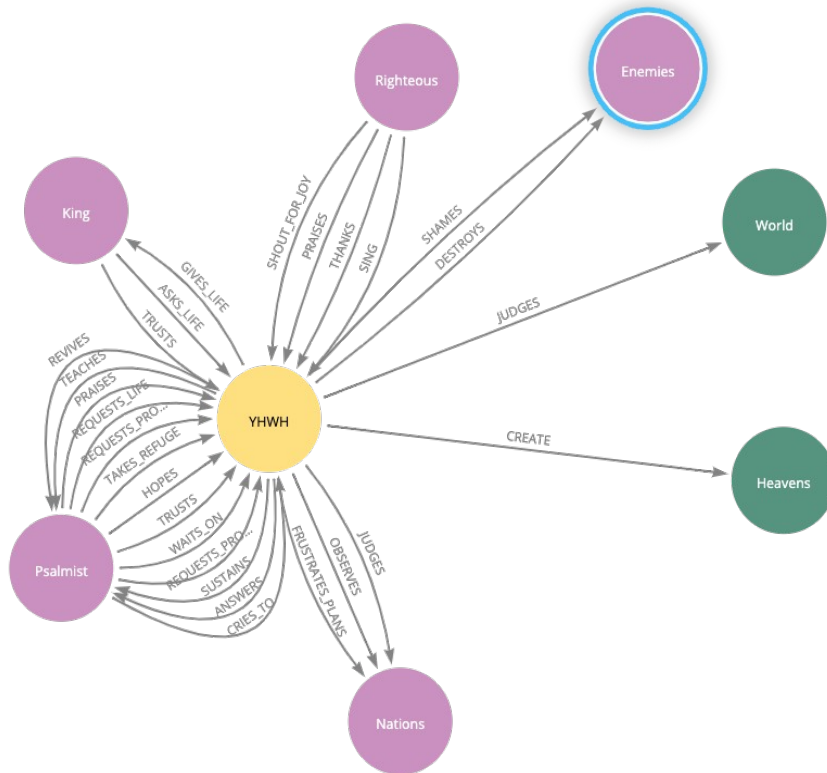 Righteous
Enemies
King
World
SHOUT_FOR_JOY
PRAISES
THANKS
SING
SHAMES
DESTROYS
GIVES_LIFE
ASKS_LIFE
TRUSTS
JUDGES
REVIVES
TEACHES
PRAISES
REQUESTS_LIFE
REQUESTS_PRO...
TAKES_REFUGE
HOPES
TRUSTS
WAITS_ON
REQUESTS_PRO...
SUSTAINS
ANSWERS
CRIES_TO
YHWH
CREATE
Heavens
Psalmist
FRUSTRATES_PLANS
OBSERVES
JUDGES
Nations